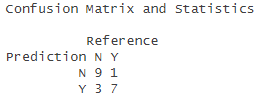 Confusion Matrix and Statistics
Reference
Prediction N Y
N 9 1
Y 3 7